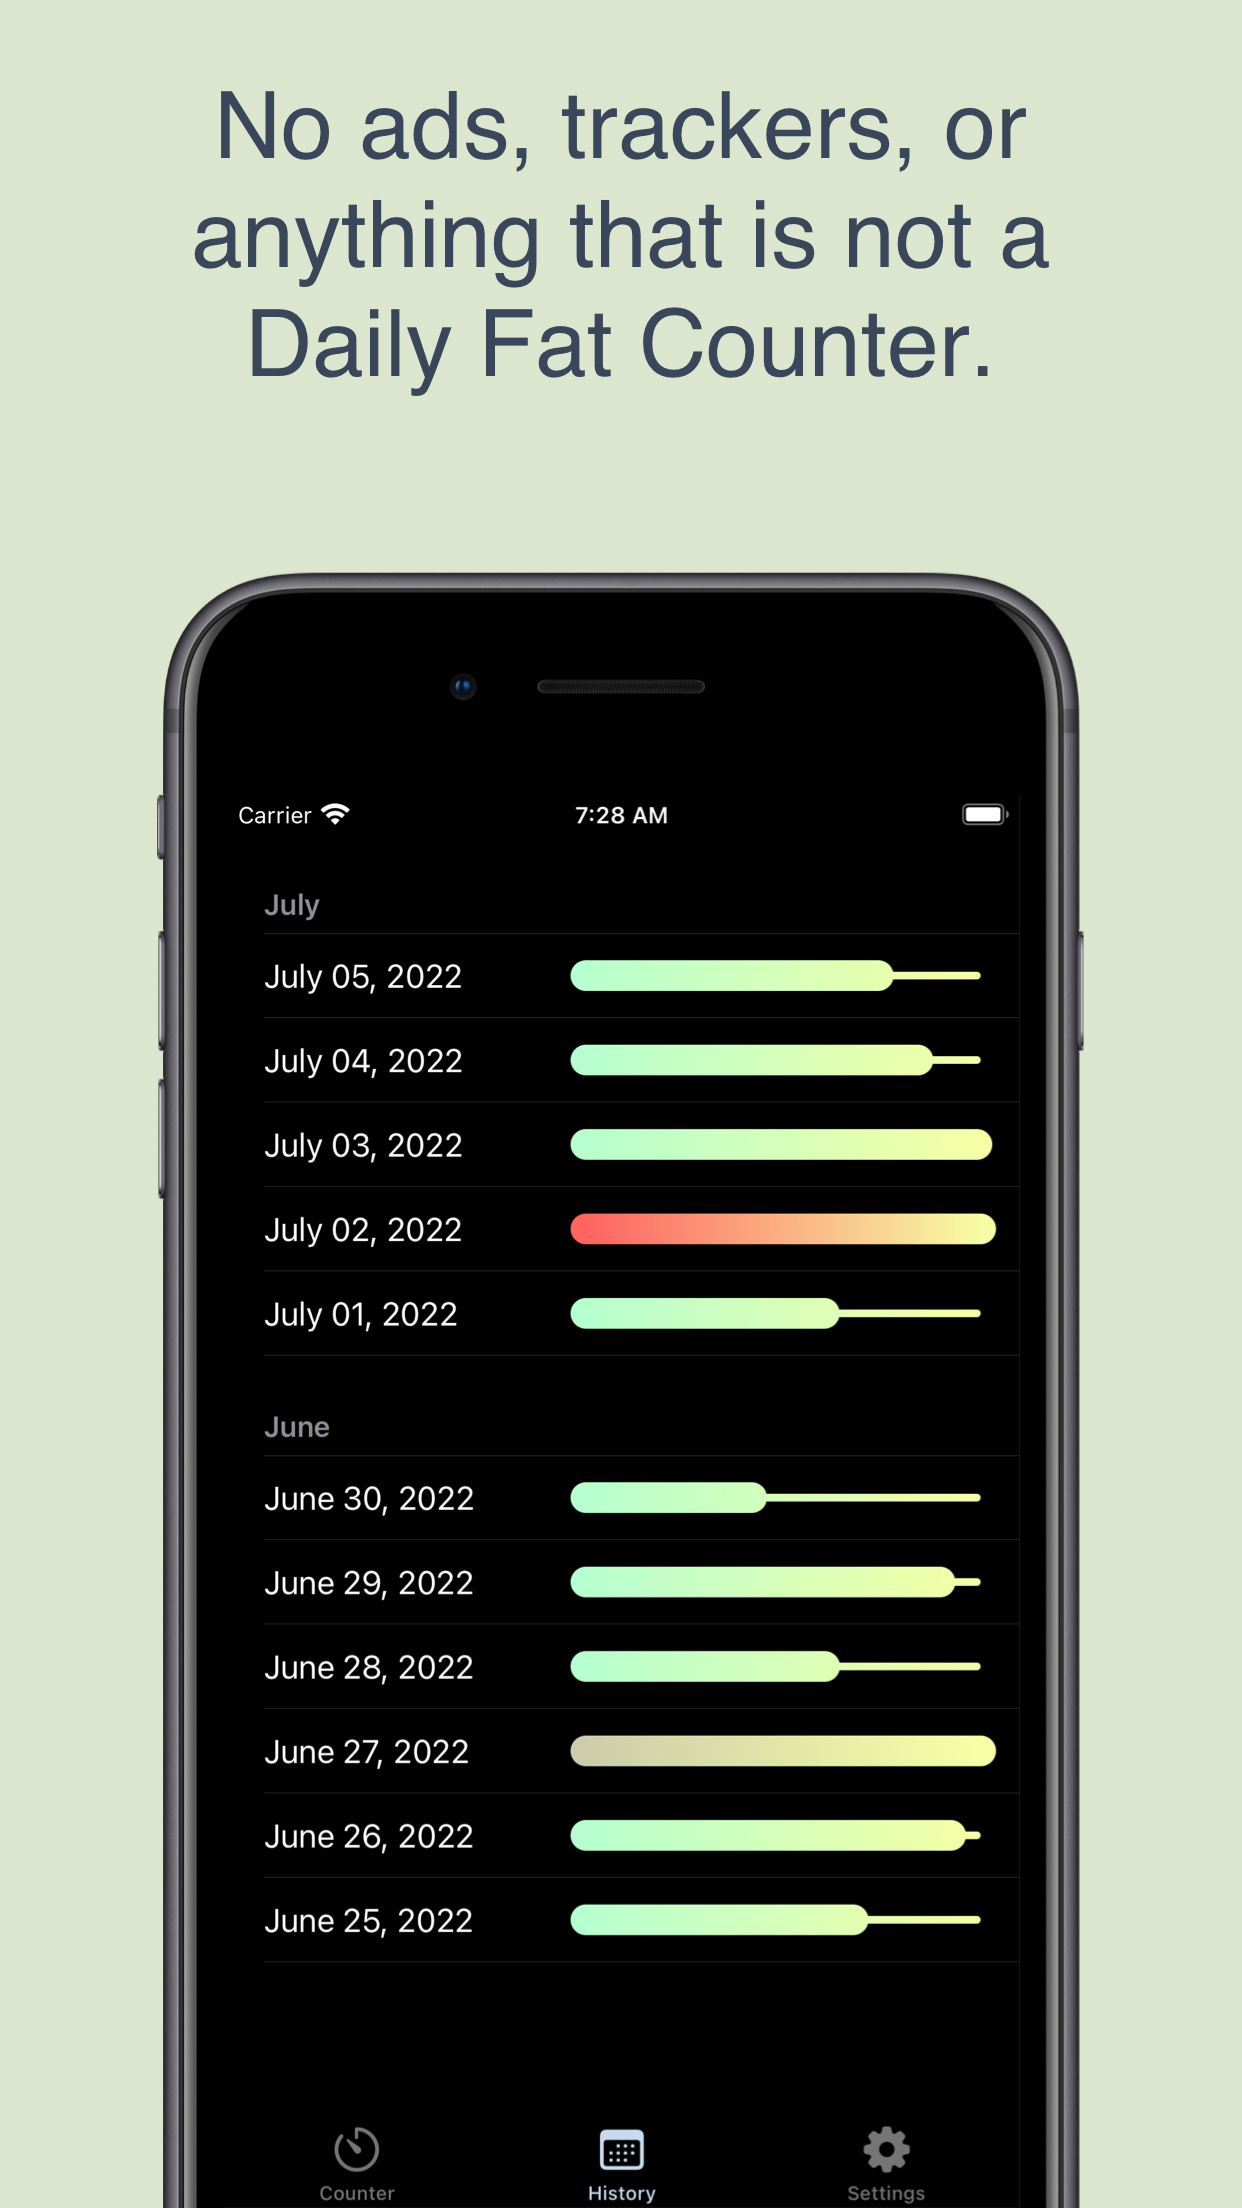 No ads, trackers, or
anything that is not a
Daily Fat Counter.
Carrier 7:28 AM
July
July 05, 2022
July 04, 2022
July 03, 2022
July 02, 2022
July 01, 2022
June
June 30, 2022
June 29, 2022
June 28, 2022
June 27, 2022
June 26, 2022
June 25, 2022
Counter History Settings